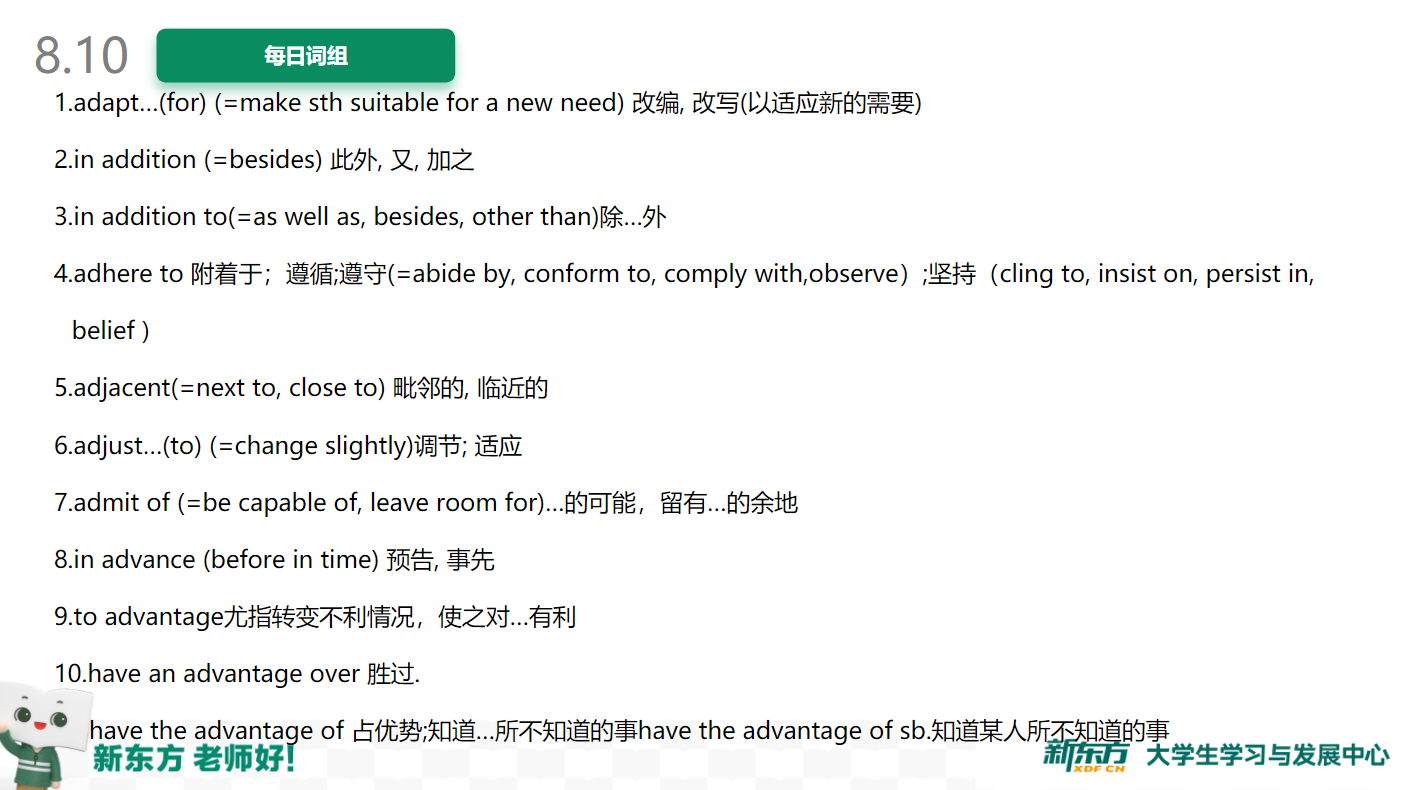 8.10
每日词组
1.adapt...(for) (=make sth suitable for a new need) 改编, 改写(以适应新的需要)
2.in addition (=besides) 此外, 又, 加之
3.in addition to(=as well as, besides, other than)除...外
4.adhere to 附着于；遵循;遵守(=abide by, conform to, comply with,observe）;坚持（cling to, insist on, persist in,
belief )
5.adjacent(=next to, close to) 毗邻的, 临近的
6.adjust...(to) (=change slightly)调节; 适应
7.admit of (=be capable of, leave room for)...的可能，留有...的余地
8.in advance (before in time) 预告, 事先
9.to advantage尤指转变不利情况，使之对...有利
10.have an advantage over 胜过.
have the advantage of 占优势;知道...所不知道的事have the advantage of sb.知道某人所不知道的事
新东方 老师好!
新东方 XDF.CN 大学生学习与发展中心